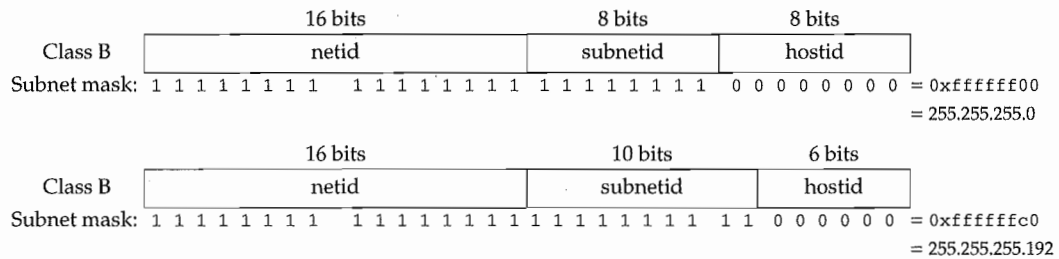 16 bits 8 bits 8 bits
Class B netid subnetid hostid
Subnet mask: 1 1 1 1 1 1 1 1 1 1 1 1 1 1 1 1 1 1 1 1 1 1 1 1 0 0 0 0 0 0 0 0 = 0xffffff00
= 255.255.255.0
16 bits 10 bits 6 bits
Class B netid subnetid hostid
Subnet mask: 1 1 1 1 1 1 1 1 1 1 1 1 1 1 1 1 1 1 1 1 1 1 1 1 1 1 0 0 0 0 0 0 = 0xffffffc0
= 255.255.255.192